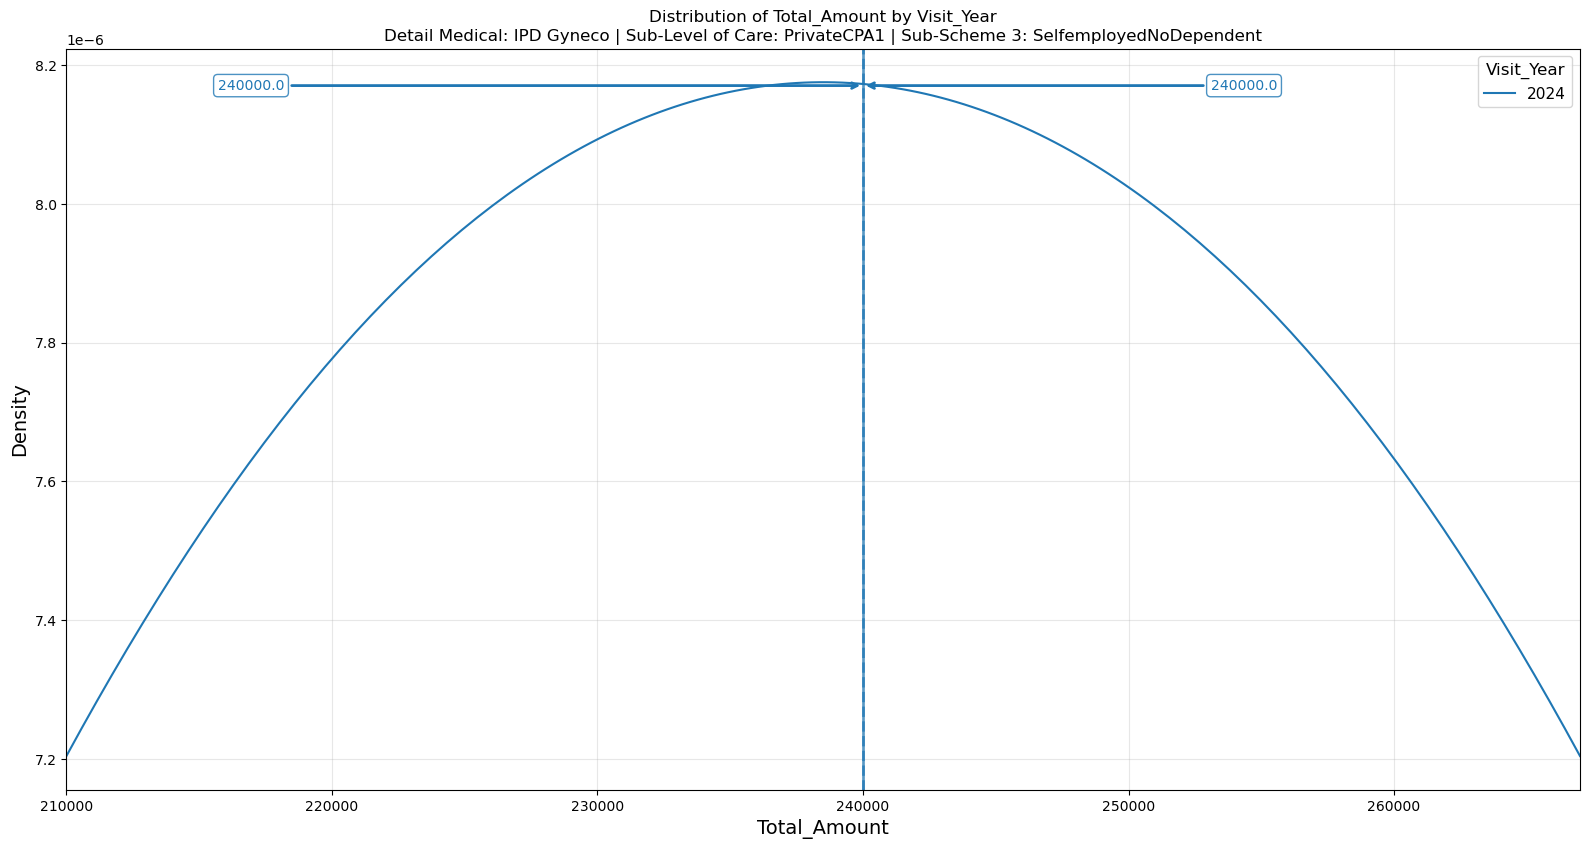 Distribution of Total_Amount by Visit_Year
Detail Medical: IPD Gyneco | Sub-Level of Care: PrivateCPA1 | Sub-Scheme 3: SelfemployedNoDependent
1e−6
8.2
8.0
7.8
7.6
7.4
7.2
Density
240000.0
240000.0
Visit_Year
2024
210000
220000
230000
240000
250000
260000
Total_Amount